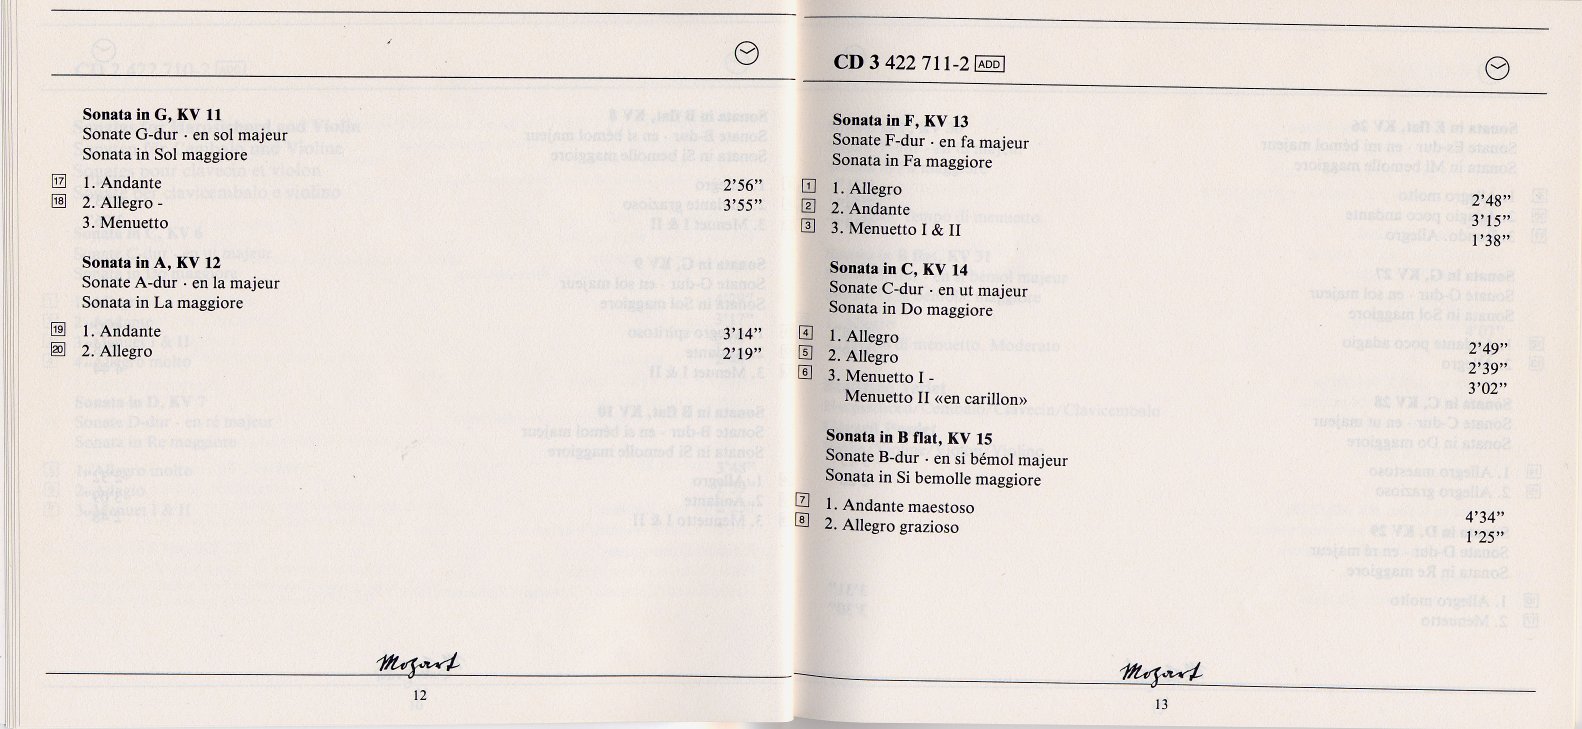 Sonata in G, KV 11
Sonate G-dur · en sol majeur
Sonata in Sol maggiore
17 1. Andante 2’56”
18 2. Allegro - 3’55”
3. Menuetto
Sonata in A, KV 12
Sonate A-dur · en la majeur
Sonata in La maggiore
19 1. Andante 3’14”
20 2. Allegro 2’19”
Mozart
12
CD 3 422 711-2 ADD
Sonata in F, KV 13
Sonate F-dur · en fa majeur
Sonata in Fa maggiore
1 1. Allegro 2’48”
2 2. Andante 3’15”
3 3. Menuetto I & II 1’38”
Sonata in C, KV 14
Sonate C-dur · en ut majeur
Sonata in Do maggiore
4 1. Allegro 2’49”
5 2. Allegro 2’39”
6 3. Menuetto I - 3’02”
Menuetto II «en carillon»
Sonata in B flat, KV 15
Sonate B-dur · en si bémol majeur
Sonata in Si bemolle maggiore
7 1. Andante maestoso 4’34”
8 2. Allegro grazioso 1’25”
Mozart
13